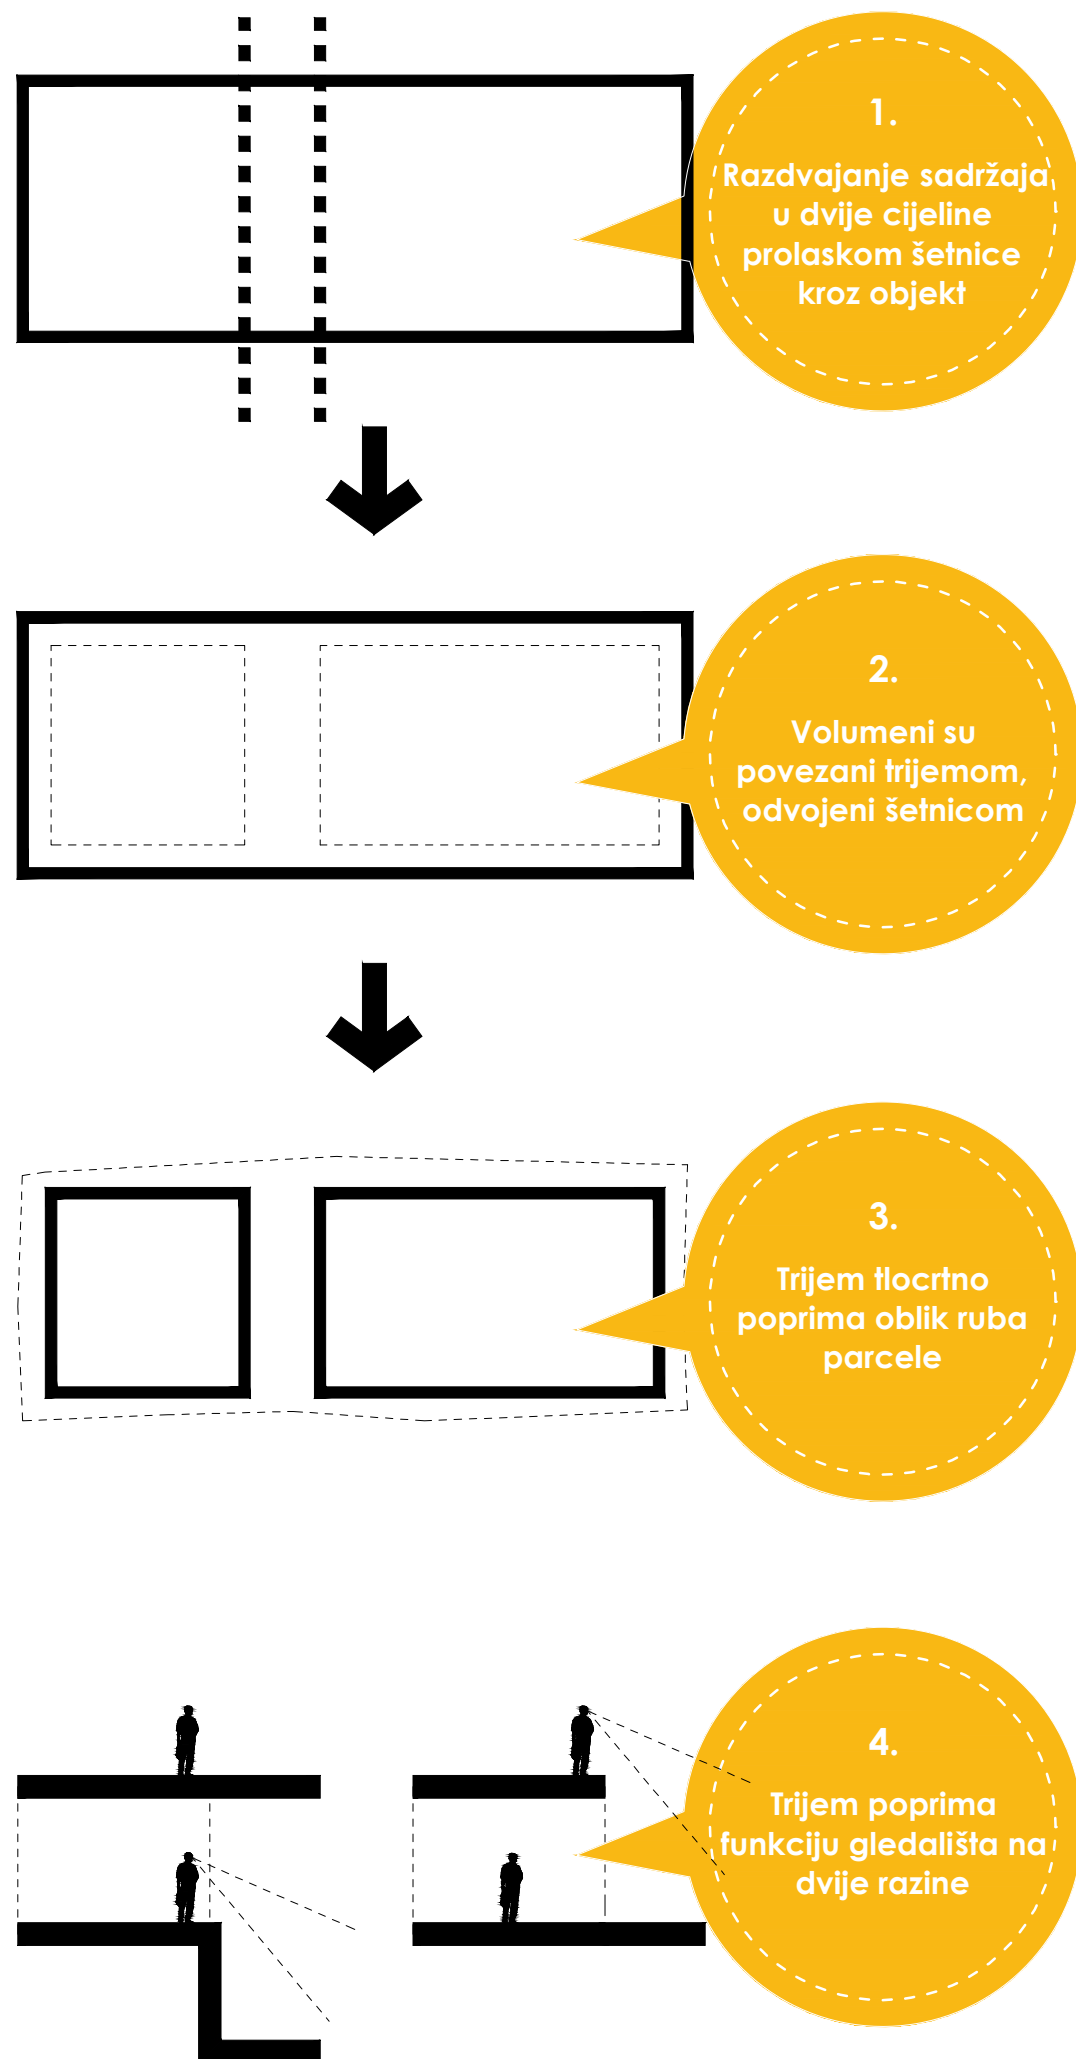 1.
Razdvajanje sadržaja
u dvije cijeline
prolaskom šetnice
kroz objekt
2.
Volumeni su
povezani trijemom,
odvojeni šetnicom
3.
Trijem tlocrtno
poprima oblik ruba
parcele
4.
Trijem poprima
funkciju gledališta na
dvije razine